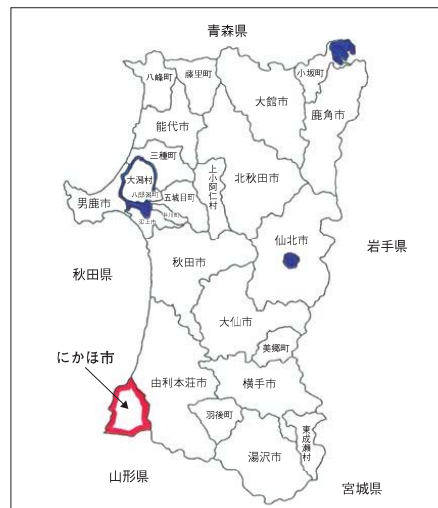 青森県
八峰町
藤里町
小坂町
大館市
鹿角市
能代市
三種町
大潟村
八郎潟町
五城目町
上小阿仁村
北秋田市
男鹿市
井川町
潟上市
仙北市
岩手県
秋田県
秋田市
大仙市
美郷町
にかほ市
由利本荘市
横手市
羽後町
東成瀬村
湯沢市
山形県
宮城県